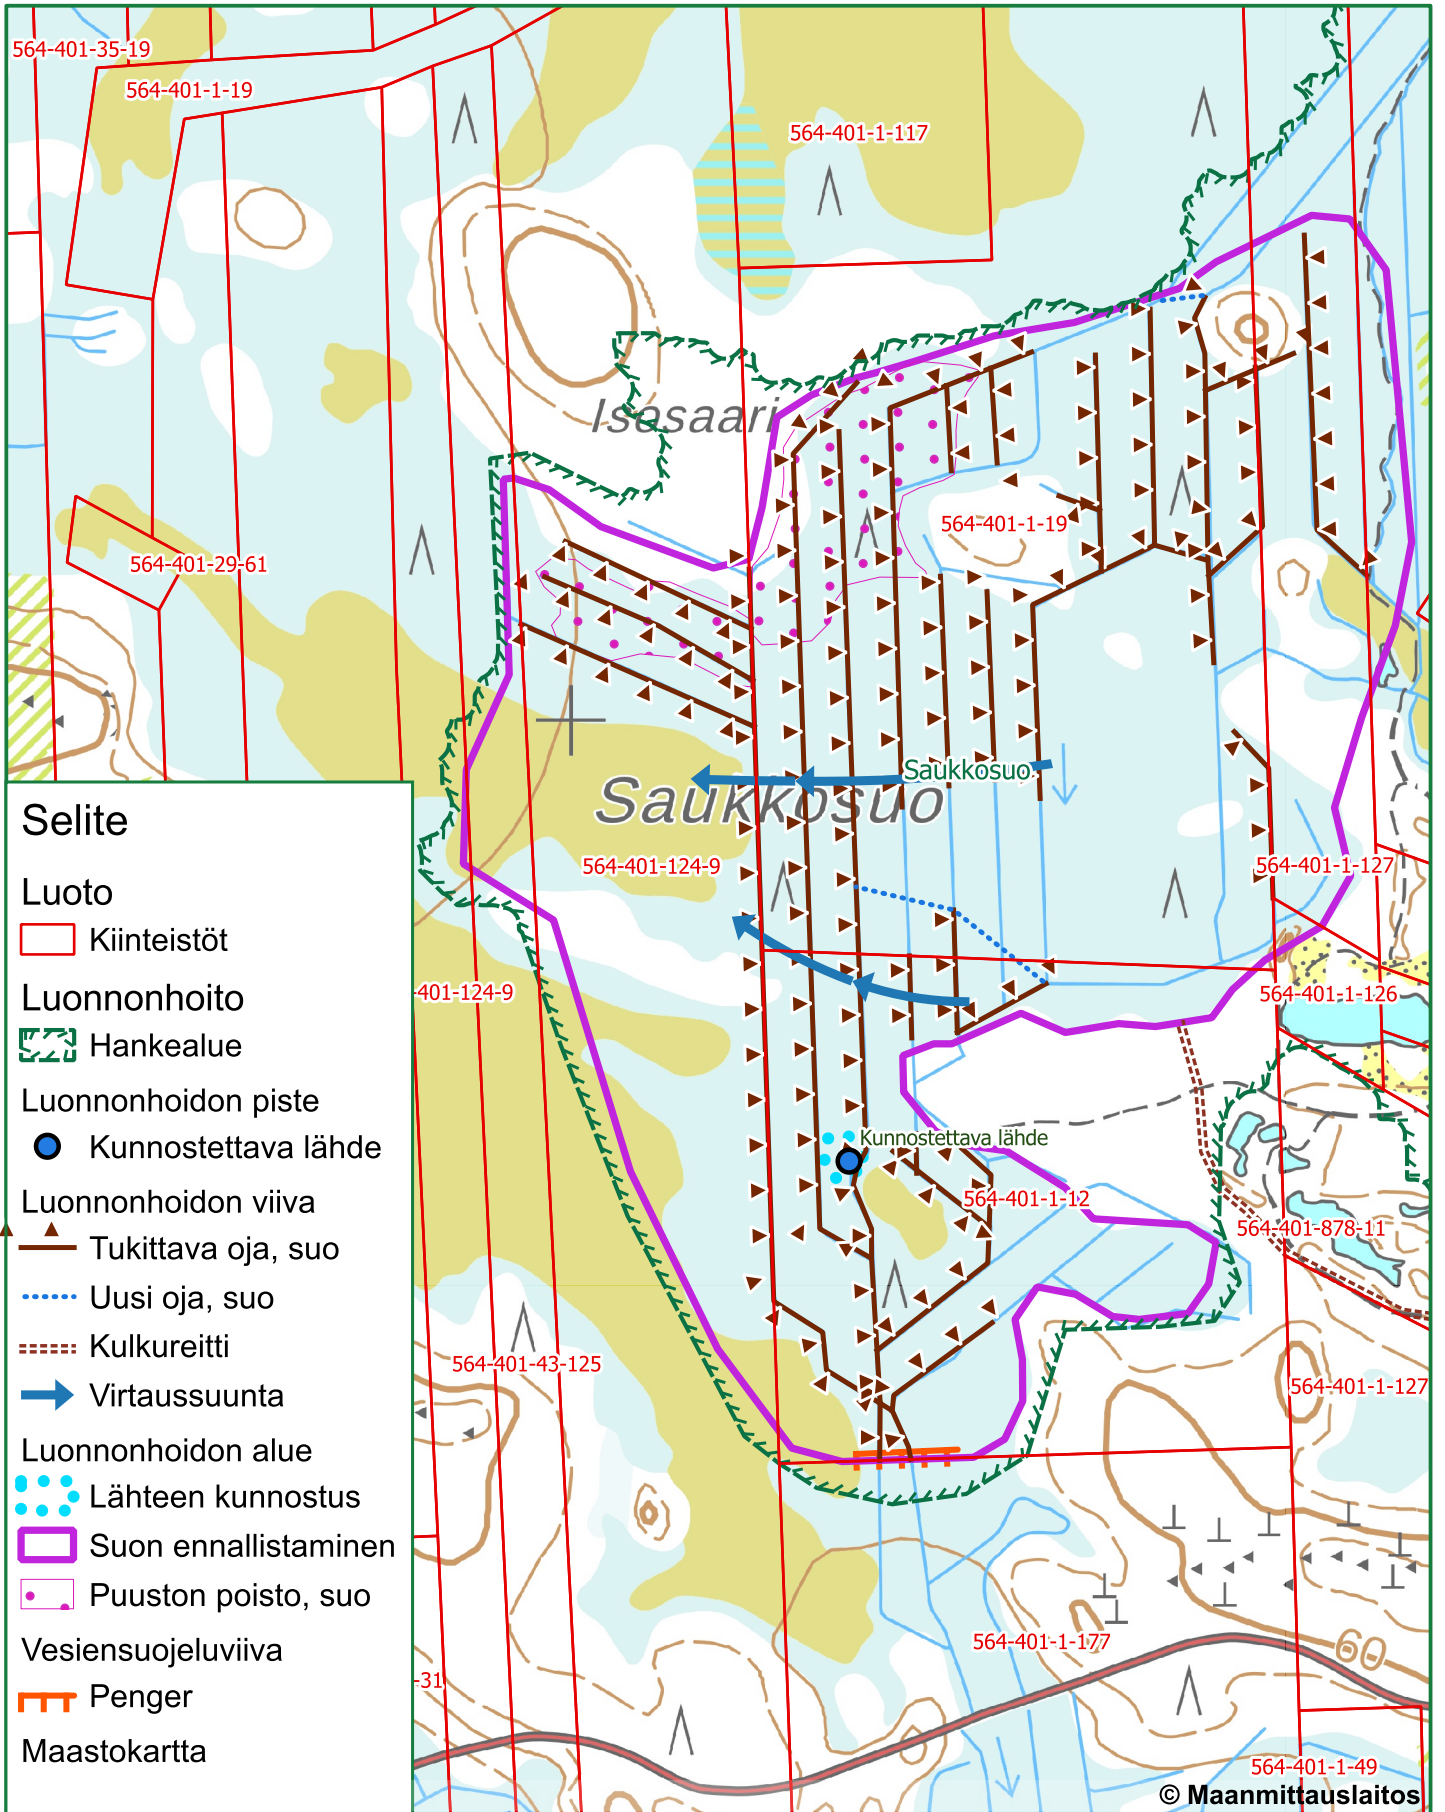 564-401-35-19
564-401-1-19
564-401-1-117
Isosaari
564-401-1-19
564-401-29-61
Saukkosuo
Saukkosuo
564-401-124-9
564-401-1-127
-401-124-9
564-401-1-126
Kunnostettava lähde
564-401-1-12
564-401-878-11
564-401-43-125
564-401-1-127
564-401-1-177
60
-31
564-401-1-49
© Maanmittauslaitos
Selite
Luoto
Kiinteistöt
Luonnonhoito
Hankealue
Luonnonhoidon piste
Kunnostettava lähde
Luonnonhoidon viiva
Tukittava oja, suo
Uusi oja, suo
Kulkureitti
Virtaussuunta
Luonnonhoidon alue
Lähteen kunnostus
Suon ennallistaminen
Puuston poisto, suo
Vesiensuojeluviiva
Penger
Maastokartta